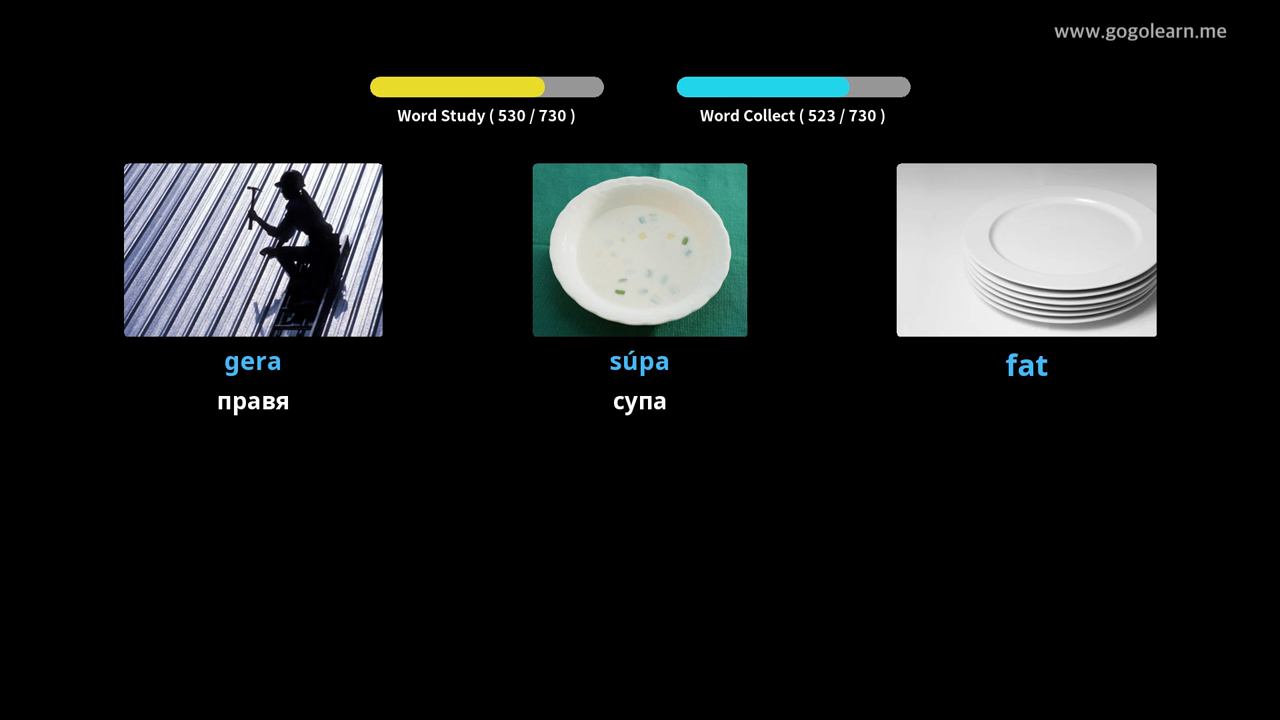 www.gogolearn.me
Word Study ( 530 / 730 )
Word Collect ( 523 / 730 )
gera
súpa
fat
правя
супа